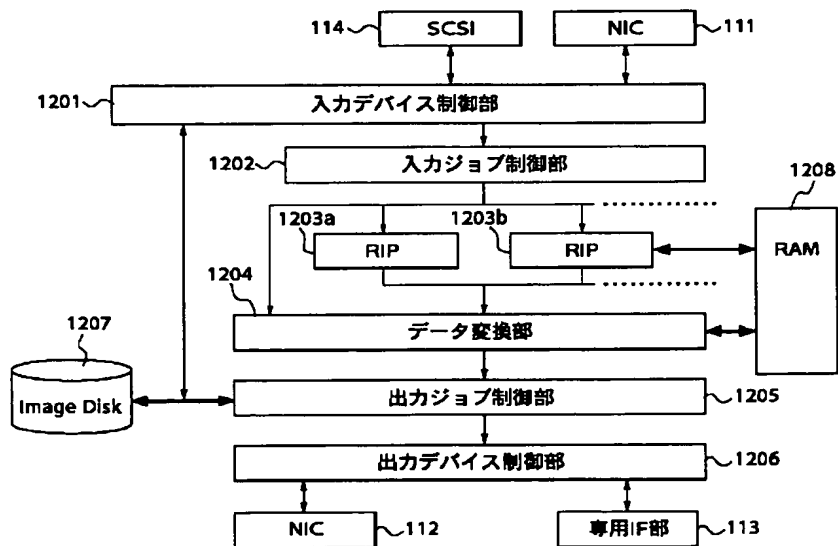 114
SCSI
NIC
111
1201
入力デバイス制御部
1202
入力ジョブ制御部
1208
1203a
1203b
RIP
RIP
RAM
1204
データ変換部
1207
Image Disk
出力ジョブ制御部
1205
出力デバイス制御部
1206
NIC
112
専用IF部
113